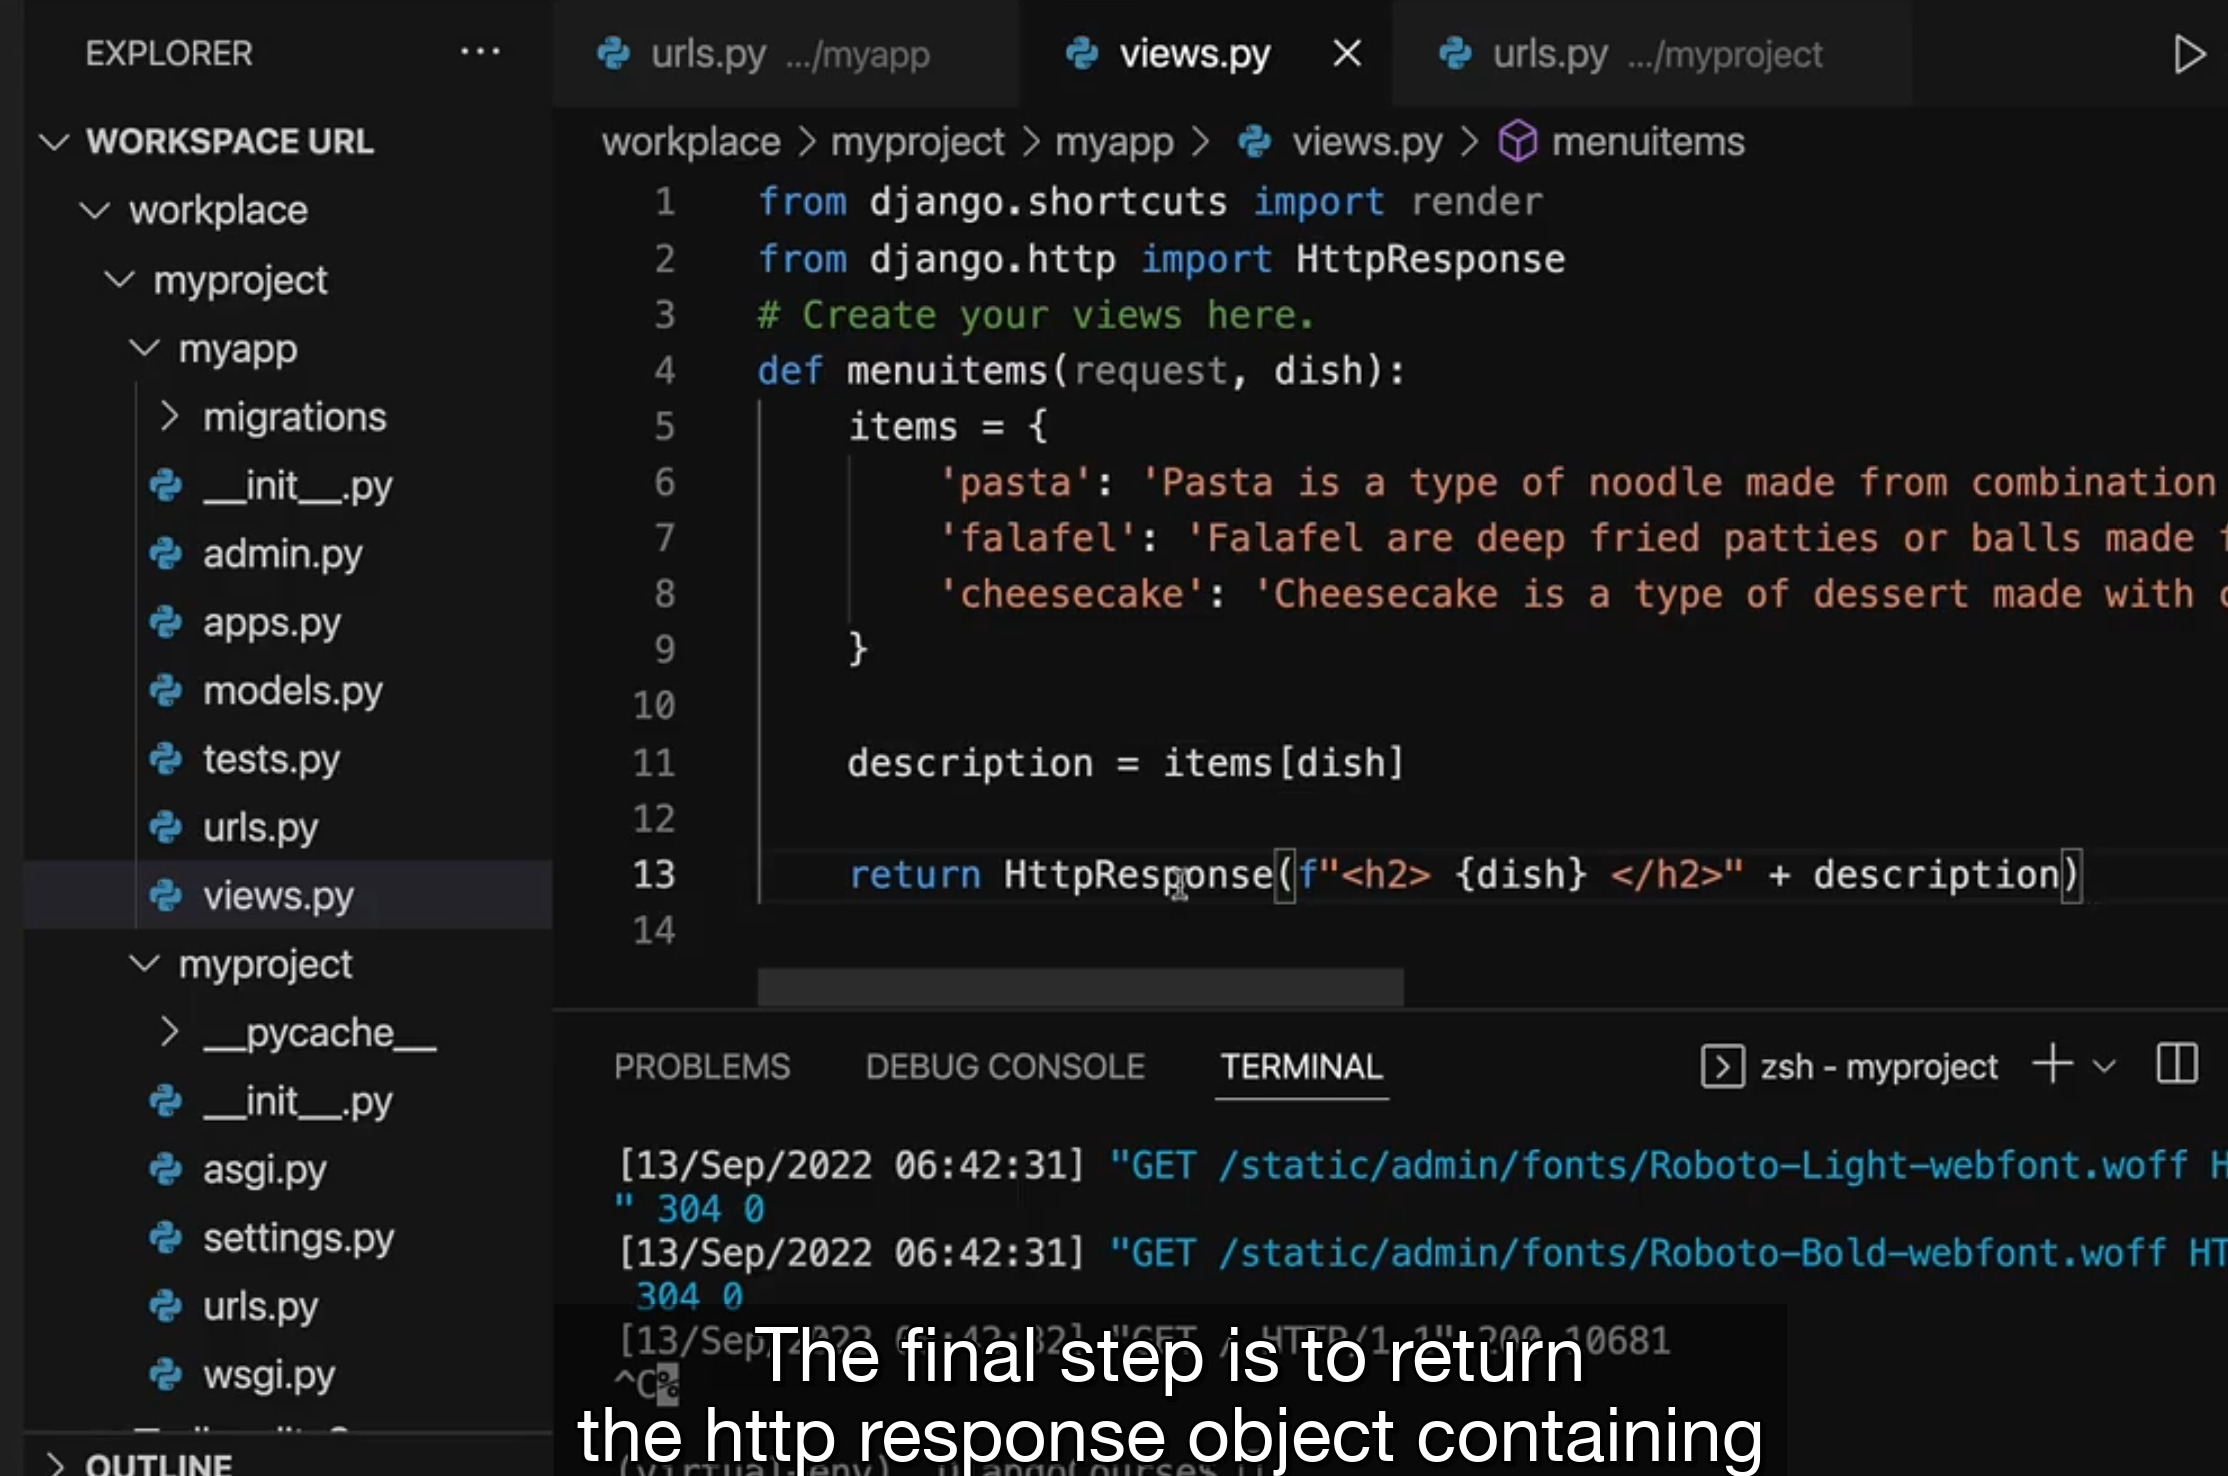 EXPLORER ...
WORKSPACE URL
workplace
myproject
myapp
migrations
__init__.py
admin.py
apps.py
models.py
tests.py
urls.py
views.py
myproject
__pycache__
__init__.py
asgi.py
settings.py
urls.py
wsgi.py
OUTLINE
urls.py .../myapp
views.py
urls.py .../myproject
workplace > myproject > myapp > views.py > menuitems
1 from django.shortcuts import render
2 from django.http import HttpResponse
3 # Create your views here.
4 def menuitems(request, dish):
5 items = {
6 'pasta': 'Pasta is a type of noodle made from combination
7 'falafel': 'Falafel are deep fried patties or balls made
8 'cheesecake': 'Cheesecake is a type of dessert made with
9 }
10
11 description = items[dish]
12
13 return HttpResponse(f"<h2> {dish} </h2>" + description)
14
PROBLEMS DEBUG CONSOLE TERMINAL zsh - myproject
[13/Sep/2022 06:42:31] "GET /static/admin/fonts/Roboto-Light-webfont.woff H
" 304 0
[13/Sep/2022 06:42:31] "GET /static/admin/fonts/Roboto-Bold-webfont.woff HT
304 0
[13/Sep/2022 06:42:32] "GET / HTTP/1.1" 200 10681
^C%
The final step is to return
the http response object containing